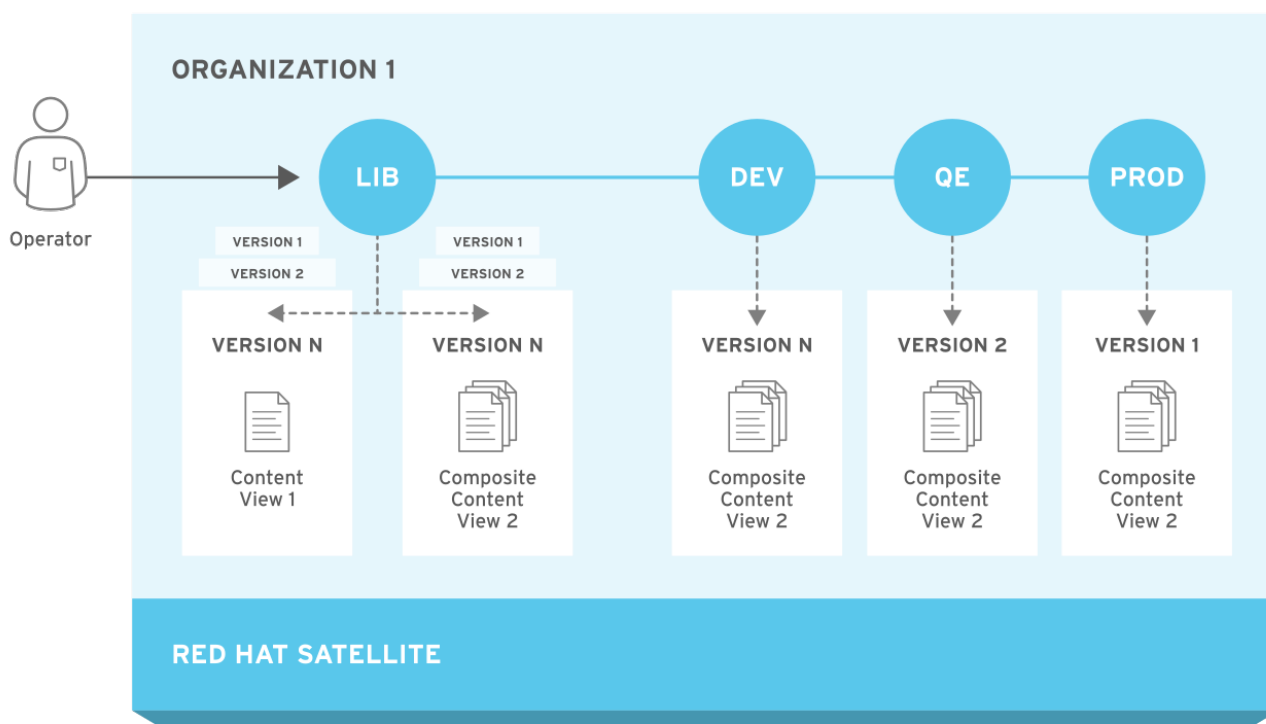 ORGANIZATION 1
Operator
LIB
DEV
QE
PROD
VERSION 1
VERSION 2
VERSION 1
VERSION 2
VERSION N
Content
View 1
VERSION N
Composite
Content
View 2
VERSION N
Composite
Content
View 2
VERSION 2
Composite
Content
View 2
VERSION 1
Composite
Content
View 2
RED HAT SATELLITE